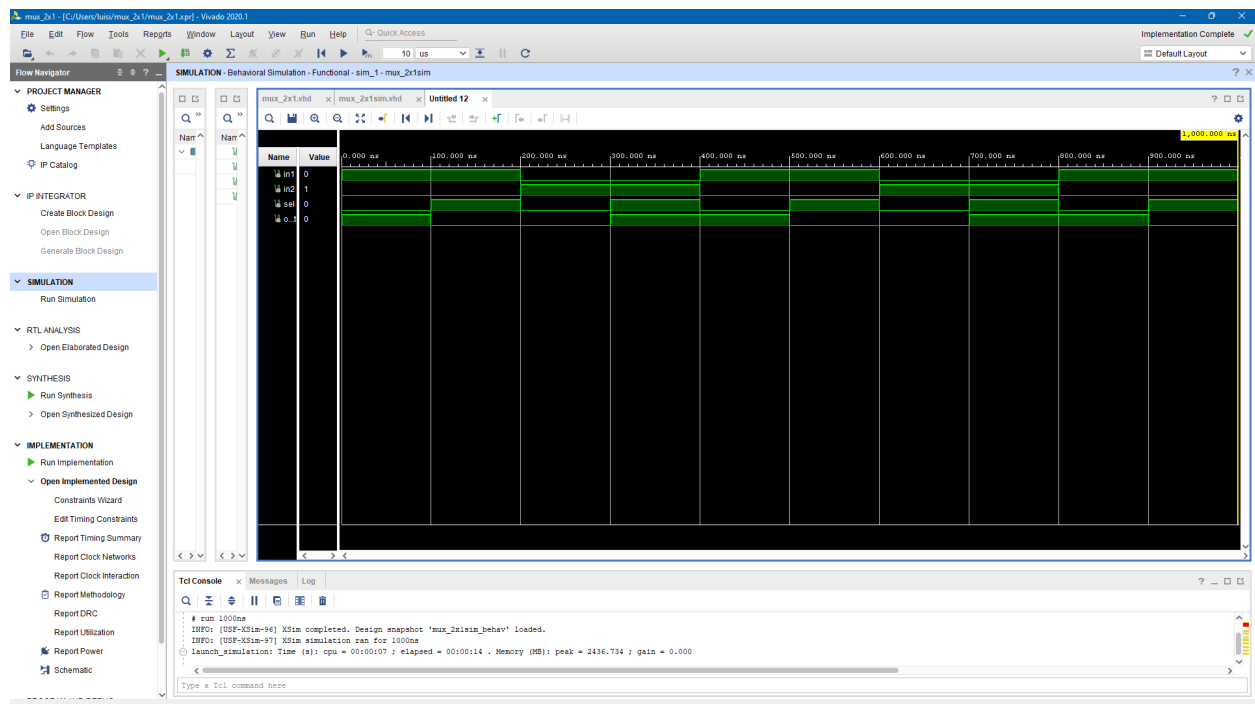 mux_2x1 - [C:/Users/luisi/mux_2x1/mux_2x1.xpr] - Vivado 2020.1
File Edit Flow Tools Reports Window Layout View Run Help Q- Quick Access Implementation Complete
10 us Default Layout
Flow Navigator
SIMULATION - Behavioral Simulation - Functional - sim_1 - mux_2x1sim
PROJECT MANAGER
Settings
Add Sources
Language Templates
IP Catalog
IP INTEGRATOR
Create Block Design
Open Block Design
Generate Block Design
SIMULATION
Run Simulation
RTL ANALYSIS
Open Elaborated Design
SYNTHESIS
Run Synthesis
Open Synthesized Design
IMPLEMENTATION
Run Implementation
Open Implemented Design
Constraints Wizard
Edit Timing Constraints
Report Timing Summary
Report Clock Networks
Report Clock Interaction
Report Methodology
Report DRC
Report Utilization
Report Power
Schematic
mux_2x1.vhd mux_2x1sim.vhd Untitled 12
1,000.000 ns
Name Value 0.000 ns 100.000 ns 200.000 ns 300.000 ns 400.000 ns 500.000 ns 600.000 ns 700.000 ns 800.000 ns 900.000 ns
in1 0
in2 1
sel 0
o...t 0
Tcl Console Messages Log
# run 1000ns
INFO: [USF-XSim-96] XSim completed. Design snapshot 'mux_2x1sim_behav' loaded.
INFO: [USF-XSim-97] XSim simulation ran for 1000ns
launch_simulation: Time (s): cpu = 00:00:07 ; elapsed = 00:00:14 . Memory (MB): peak = 2436.734 ; gain = 0.000
Type a Tcl command here